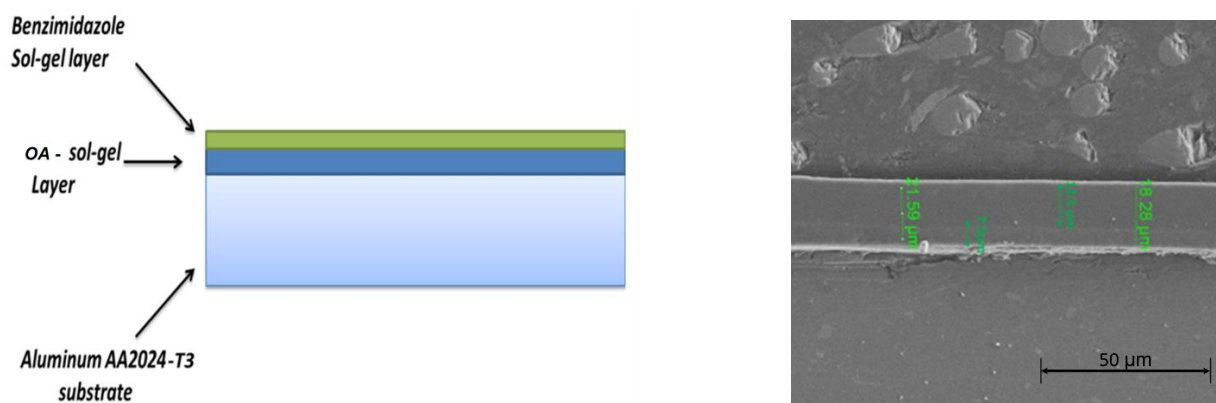 Benzimidazole
Sol-gel layer
OA - sol-gel
Layer
Aluminum AA2024-T3
substrate
21.59 µm
18.28 µm
50 µm